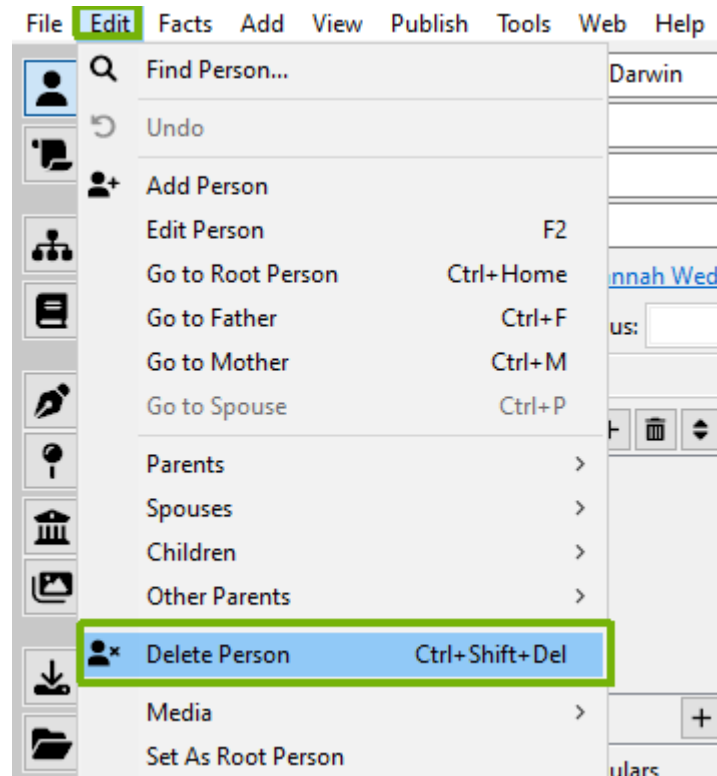 File Edit Facts Add View Publish Tools Web Help
Find Person... Darwin
Undo
Add Person
Edit Person F2
Go to Root Person Ctrl+Home
Go to Father Ctrl+F us:
Go to Mother Ctrl+M
Go to Spouse Ctrl+P
Parents
Spouses
Children
Other Parents
Delete Person Ctrl+Shift+Del
Media
Set As Root Person